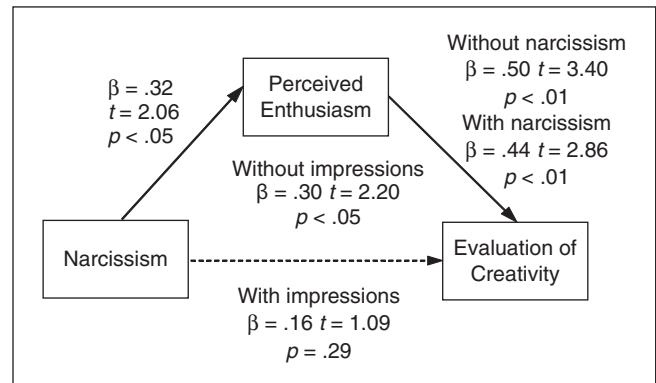 Without narcissism
β = .50 t = 3.40
p < .01
With narcissism
β = .44 t = 2.86
p < .01
Perceived
Enthusiasm
β = .32
t = 2.06
p < .05
Without impressions
β = .30 t = 2.20
p < .05
Narcissism
Evaluation of
Creativity
With impressions
β = .16 t = 1.09
p = .29